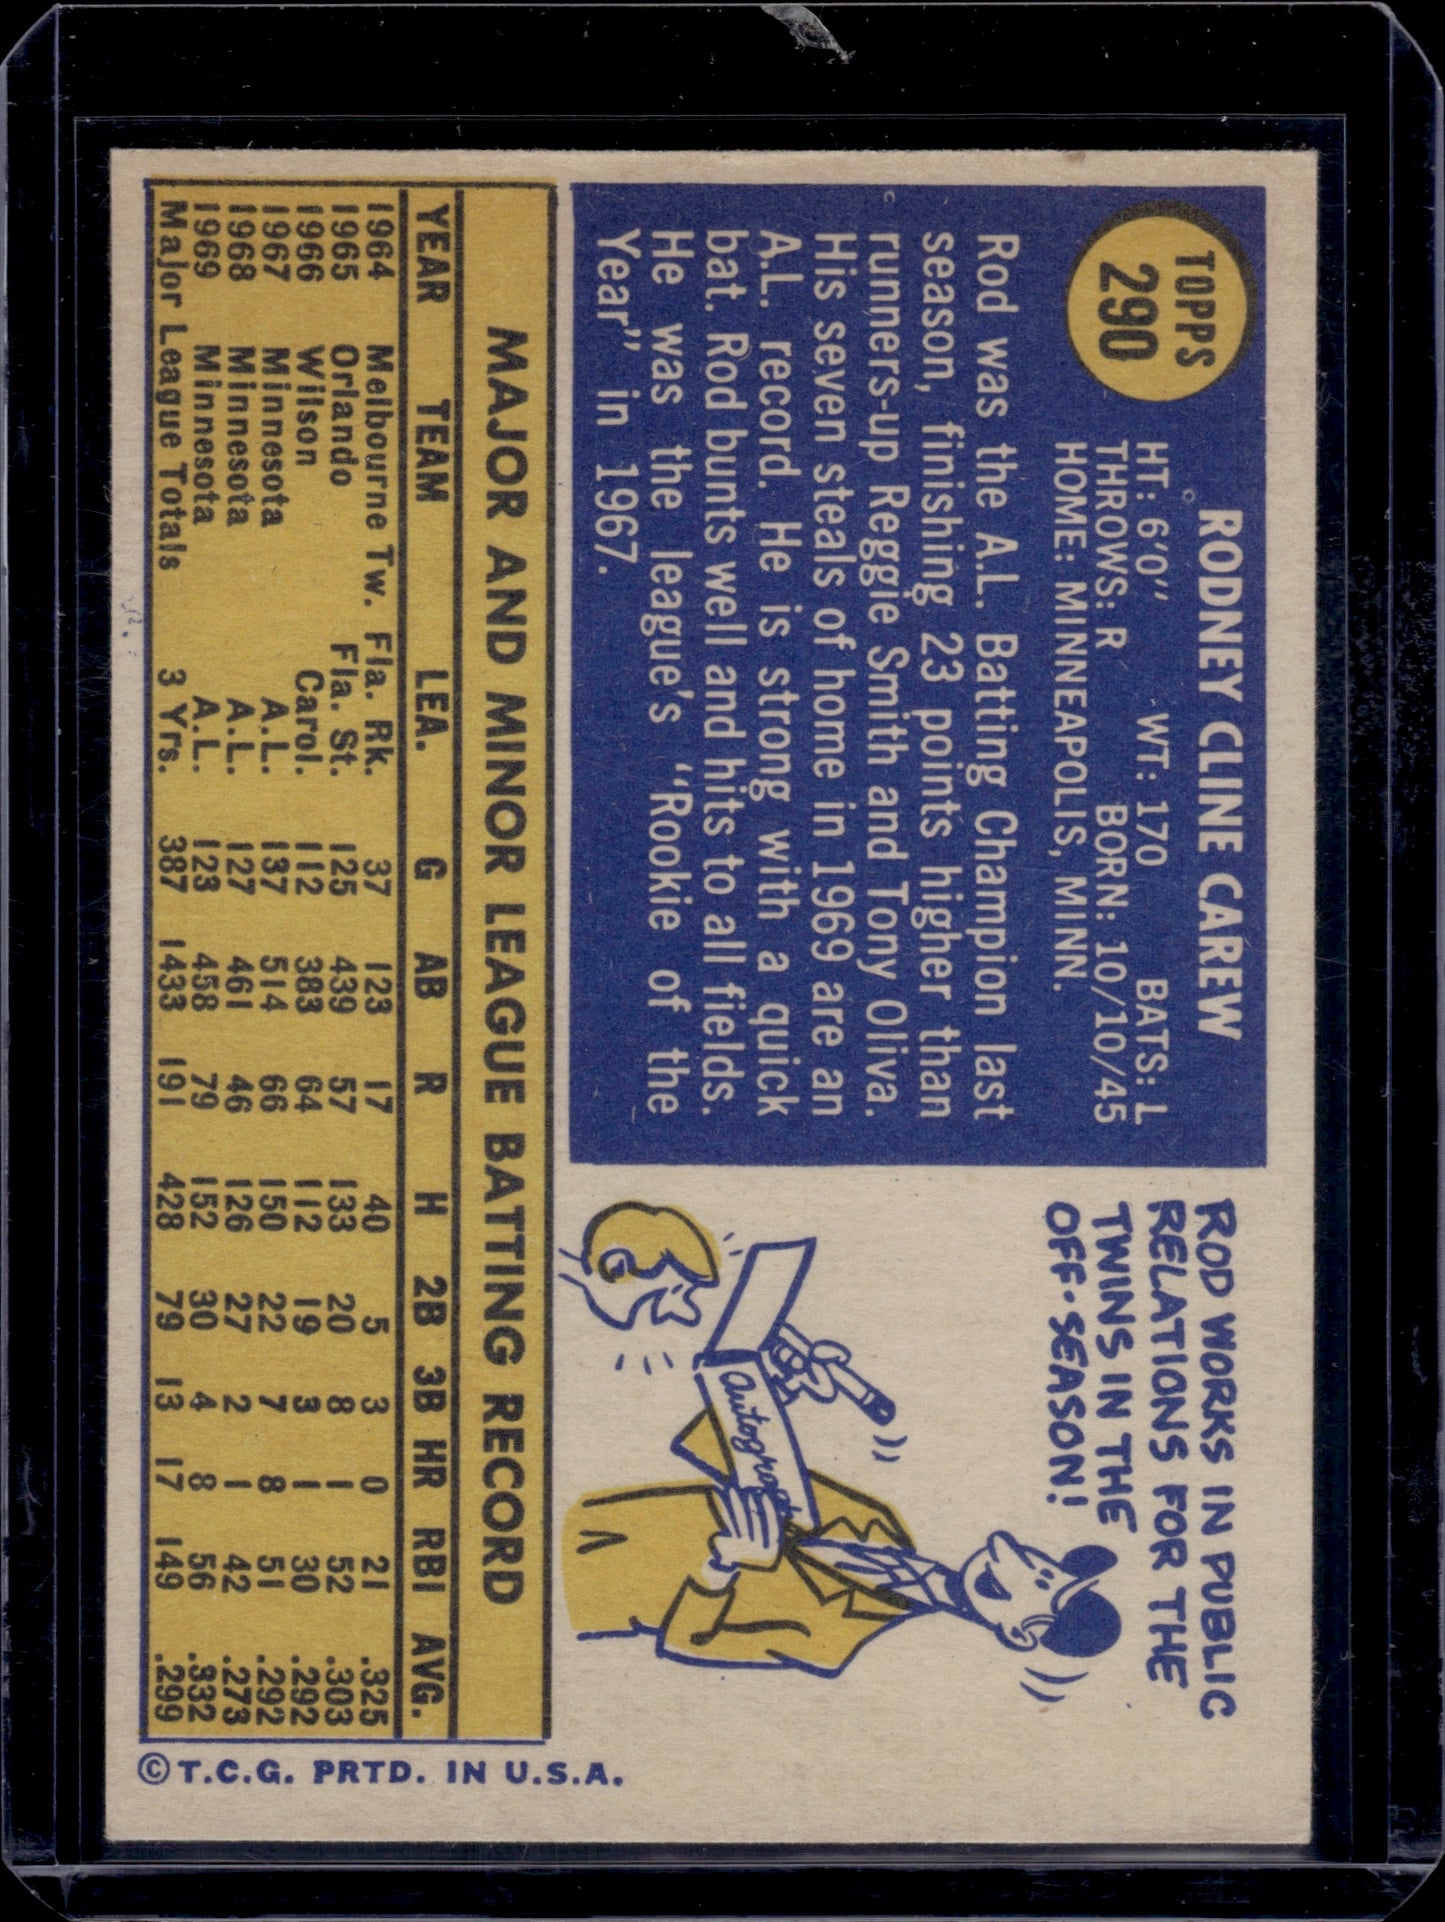 TOPPS
290
RODNEY CLINE CAREW
HT: 6'0" WT: 170 BATS: L
THROWS: R BORN: 10/10/45
HOME: MINNEAPOLIS, MINN.
Rod was the A.L. Batting Champion last
season, finishing 23 points higher than
runners-up Reggie Smith and Tony Oliva.
His seven steals of home in 1969 are an
A.L. record. He is strong with a quick
bat. Rod bunts well and hits to all fields.
He was the league's "Rookie of the
Year" in 1967.
ROD WORKS IN PUBLIC
RELATIONS FOR THE
TWINS IN THE
OFF-SEASON!
Autograph
MAJOR AND MINOR LEAGUE BATTING RECORD
YEAR TEAM LEA. G AB R H 2B 3B HR RBI AVG.
1964 Melbourne Tw. Fla. Rk. 37 123 17 40 5 3 0 21 .325
1965 Orlando Fla. St. 125 439 57 133 20 8 1 52 .303
1966 Wilson Carol. 112 383 64 112 19 3 1 30 .292
1967 Minnesota A.L. 137 514 66 150 22 7 8 51 .292
1968 Minnesota A.L. 127 461 46 126 27 2 1 42 .273
1969 Minnesota A.L. 123 458 79 152 30 4 8 56 .332
Major League Totals 3 Yrs. 387 1433 191 428 79 13 17 149 .299
© T.C.G. PRTD. IN U.S.A.